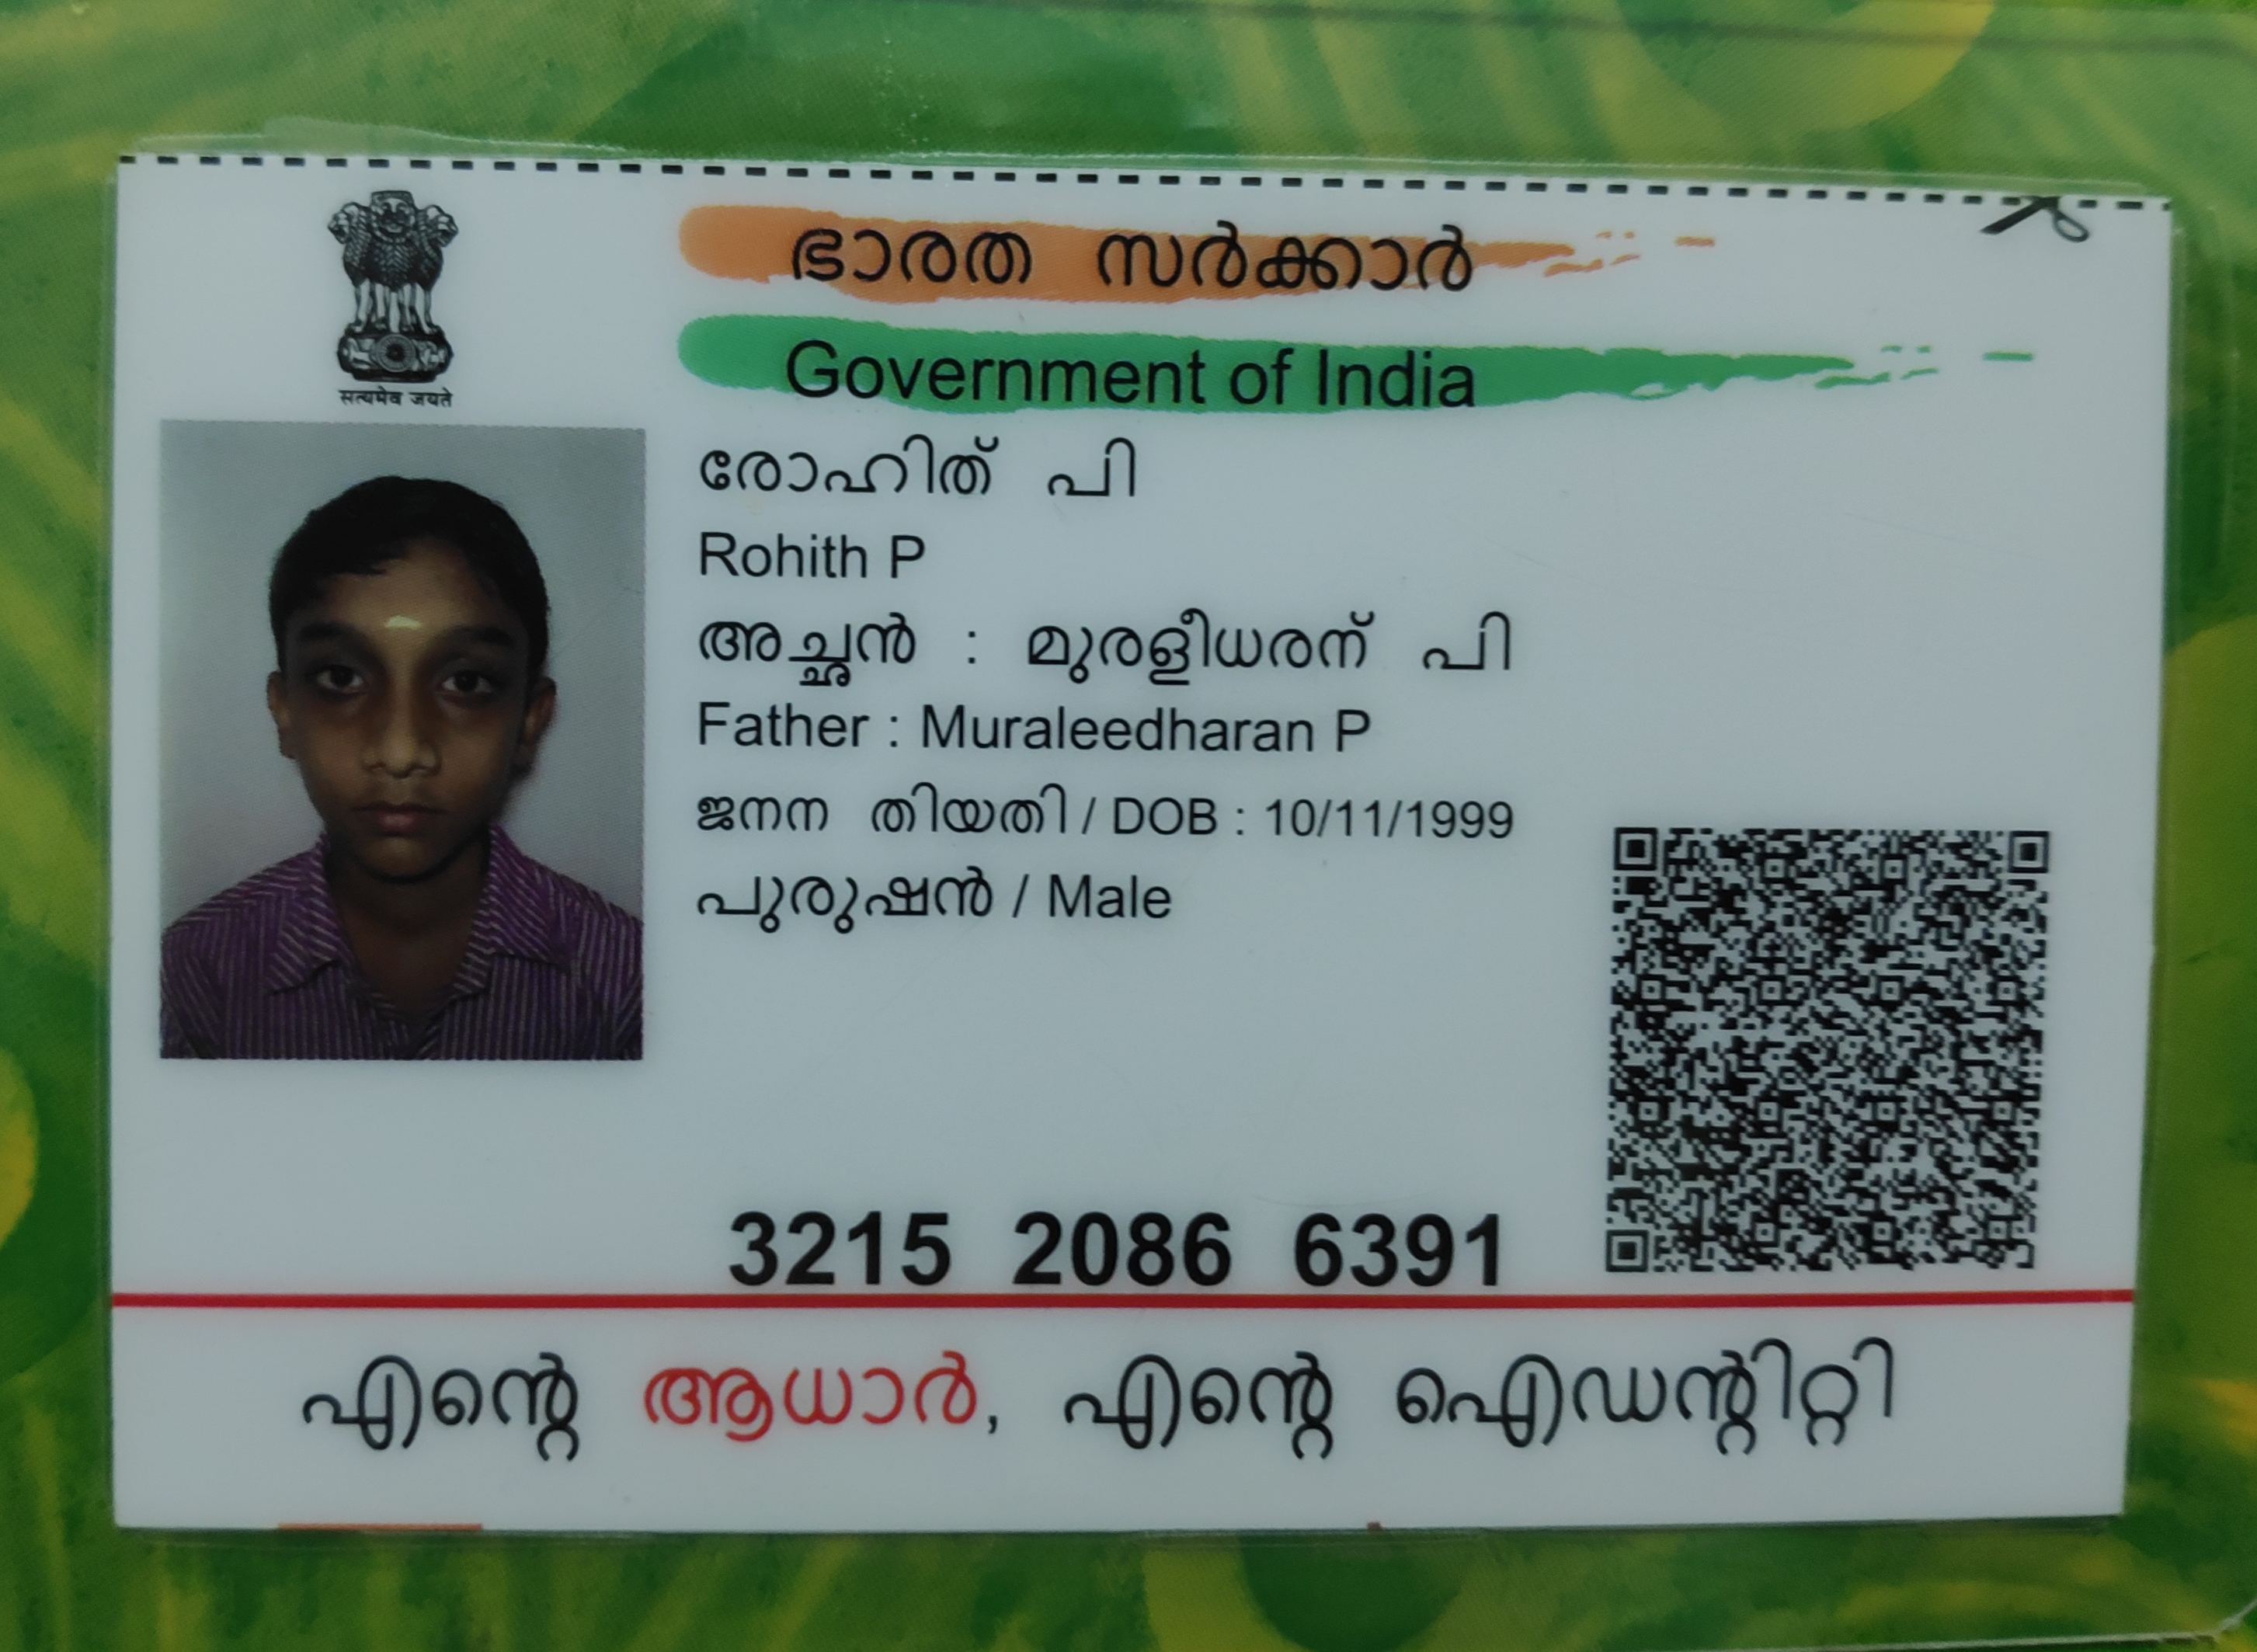 सत्यमेव जयते
ഭാരത സർക്കാർ
Government of India
രോഹിത് പി
Rohith P
അച്ഛൻ : മുരളീധരന് പി
Father : Muraleedharan P
ജനന തിയതി / DOB : 10/11/1999
പുരുഷൻ / Male
3215 2086 6391
എന്റെ ആധാർ, എന്റെ ഐഡന്റിറ്റി